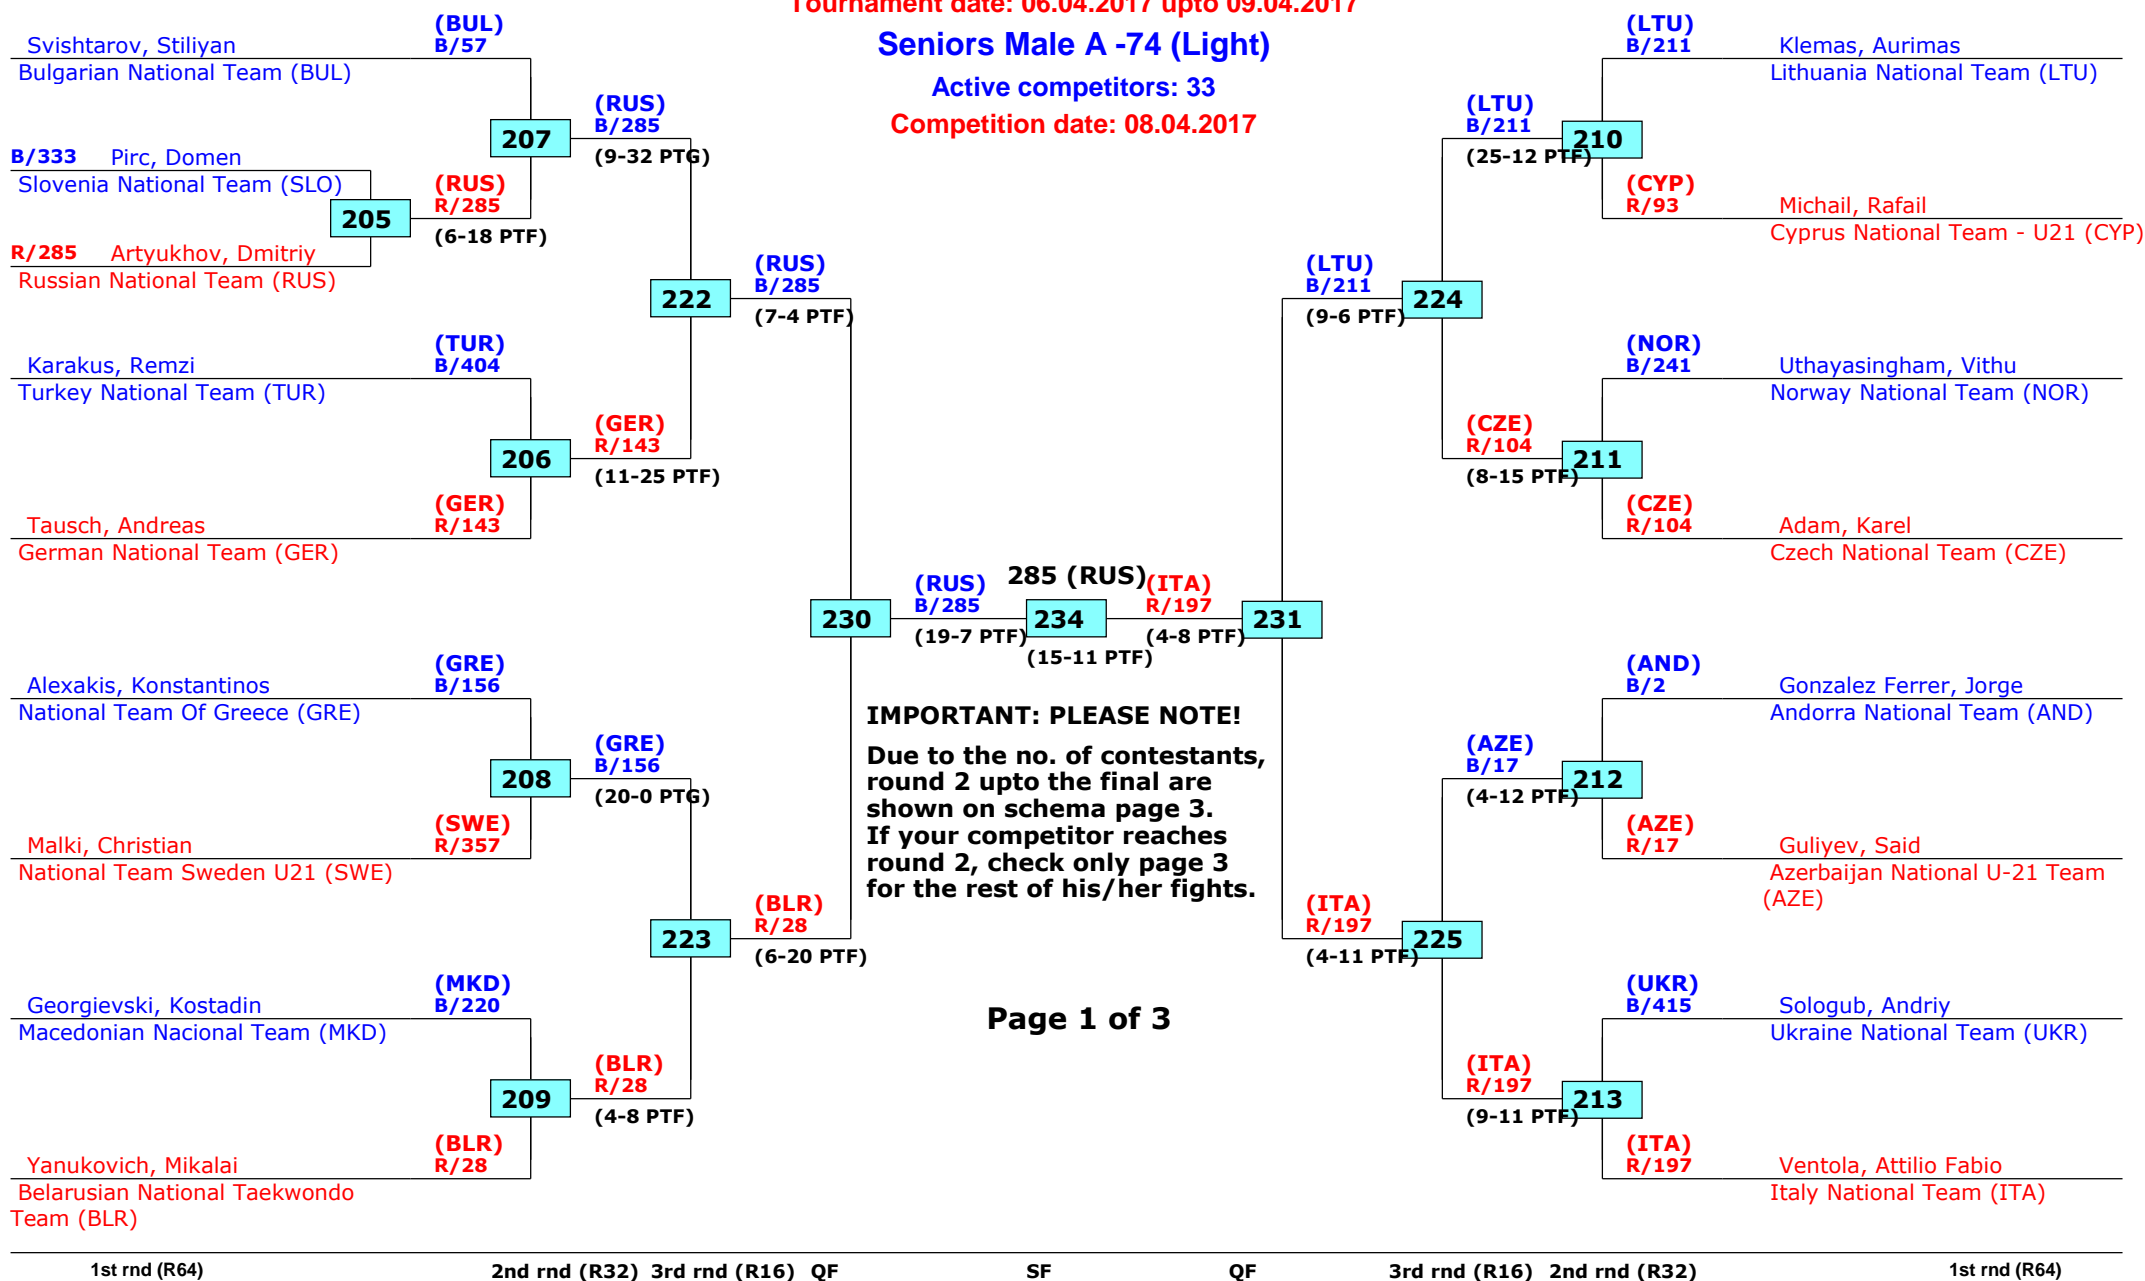 Tournament date: 06.04.2017 upto 09.04.2017
Seniors Male A -74 (Light)
Active competitors: 33
Competition date: 08.04.2017
Svishtarov, Stiliyan
Bulgarian National Team (BUL)
(BUL)
B/57
B/333 Pirc, Domen
Slovenia National Team (SLO)
R/285 Artyukhov, Dmitriy
Russian National Team (RUS)
205
(RUS)
R/285
(6-18 PTF)
207
(RUS)
B/285
(9-32 PTG)
Karakus, Remzi
Turkey National Team (TUR)
(TUR)
B/404
206
Tausch, Andreas
German National Team (GER)
(GER)
R/143
(GER)
R/143
(11-25 PTF)
222
(RUS)
B/285
(7-4 PTF)
Alexakis, Konstantinos
National Team Of Greece (GRE)
(GRE)
B/156
208
Malki, Christian
National Team Sweden U21 (SWE)
(SWE)
R/357
(GRE)
B/156
(20-0 PTG)
Georgievski, Kostadin
Macedonian Nacional Team (MKD)
(MKD)
B/220
209
Yanukovich, Mikalai
Belarusian National Taekwondo
Team (BLR)
(BLR)
R/28
(BLR)
R/28
(4-8 PTF)
223
(BLR)
R/28
(6-20 PTF)
230
(RUS)
B/285
(19-7 PTF)
285 (RUS)
234
(15-11 PTF)
(ITA)
R/197
(4-8 PTF)
231
IMPORTANT: PLEASE NOTE!
Due to the no. of contestants,
round 2 upto the final are
shown on schema page 3.
If your competitor reaches
round 2, check only page 3
for the rest of his/her fights.
Page 1 of 3
(LTU)
B/211
(9-6 PTF)
224
(LTU)
B/211
(25-12 PTF)
210
(LTU)
B/211
Klemas, Aurimas
Lithuania National Team (LTU)
(CYP)
R/93
Michail, Rafail
Cyprus National Team - U21 (CYP)
(CZE)
R/104
(8-15 PTF)
211
(NOR)
B/241
Uthayasingham, Vithu
Norway National Team (NOR)
(CZE)
R/104
Adam, Karel
Czech National Team (CZE)
(ITA)
R/197
(4-11 PTF)
225
(AZE)
B/17
(4-12 PTF)
212
(AND)
B/2
Gonzalez Ferrer, Jorge
Andorra National Team (AND)
(AZE)
R/17
Guliyev, Said
Azerbaijan National U-21 Team
(AZE)
(ITA)
R/197
(9-11 PTF)
213
(UKR)
B/415
Sologub, Andriy
Ukraine National Team (UKR)
(ITA)
R/197
Ventola, Attilio Fabio
Italy National Team (ITA)
1st rnd (R64) 2nd rnd (R32) 3rd rnd (R16) QF SF QF 3rd rnd (R16) 2nd rnd (R32) 1st rnd (R64)